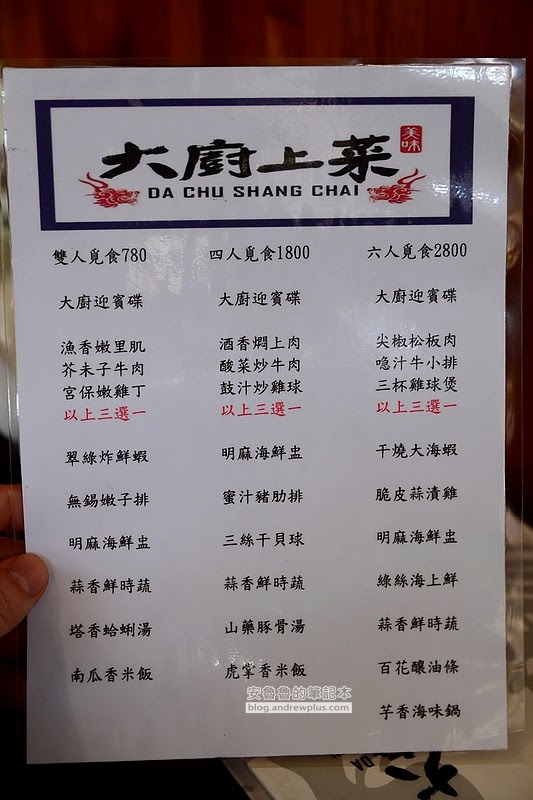 大廚上菜
美味
DA CHU SHANG CHAI
雙人覓食780
大廚迎賓碟
漁香嫩里肌
芥未子牛肉
宮保嫩雞丁
以上三選一
翠綠炸鮮蝦
無錫嫩子排
明麻海鮮盅
蒜香鮮時蔬
塔香蛤蜊湯
南瓜香米飯
四人覓食1800
大廚迎賓碟
酒香燜上肉
酸菜炒牛肉
鼓汁炒雞球
以上三選一
明麻海鮮盅
蜜汁豬肋排
三絲干貝球
蒜香鮮時蔬
山藥豚骨湯
虎掌香米飯
六人覓食2800
大廚迎賓碟
尖椒松板肉
喼汁牛小排
三杯雞球煲
以上三選一
干燒大海蝦
脆皮蒜漬雞
明麻海鮮盅
綠絲海上鮮
蒜香鮮時蔬
百花釀油條
芋香海味鍋
安魯魯的筆記本
blog.andrewplus.com